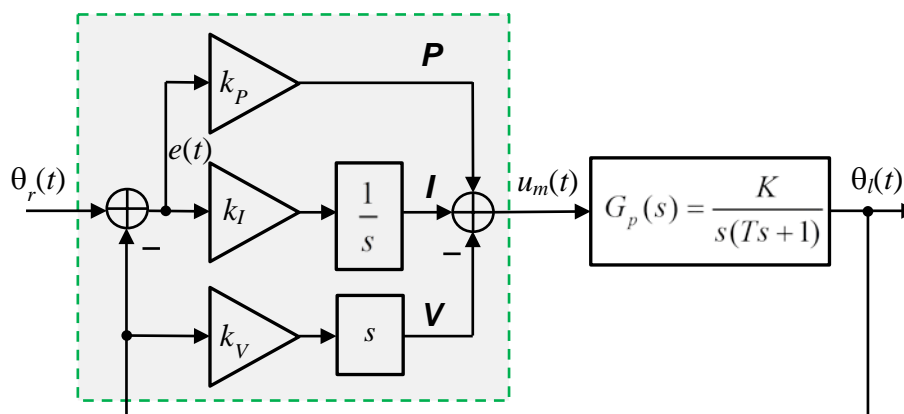 P
k_P
e(t)
θ_r(t)
k_I
1/s
I
u_m(t)
G_p(s) = K/(s(Ts+1))
θ_l(t)
−
−
k_V
s
V